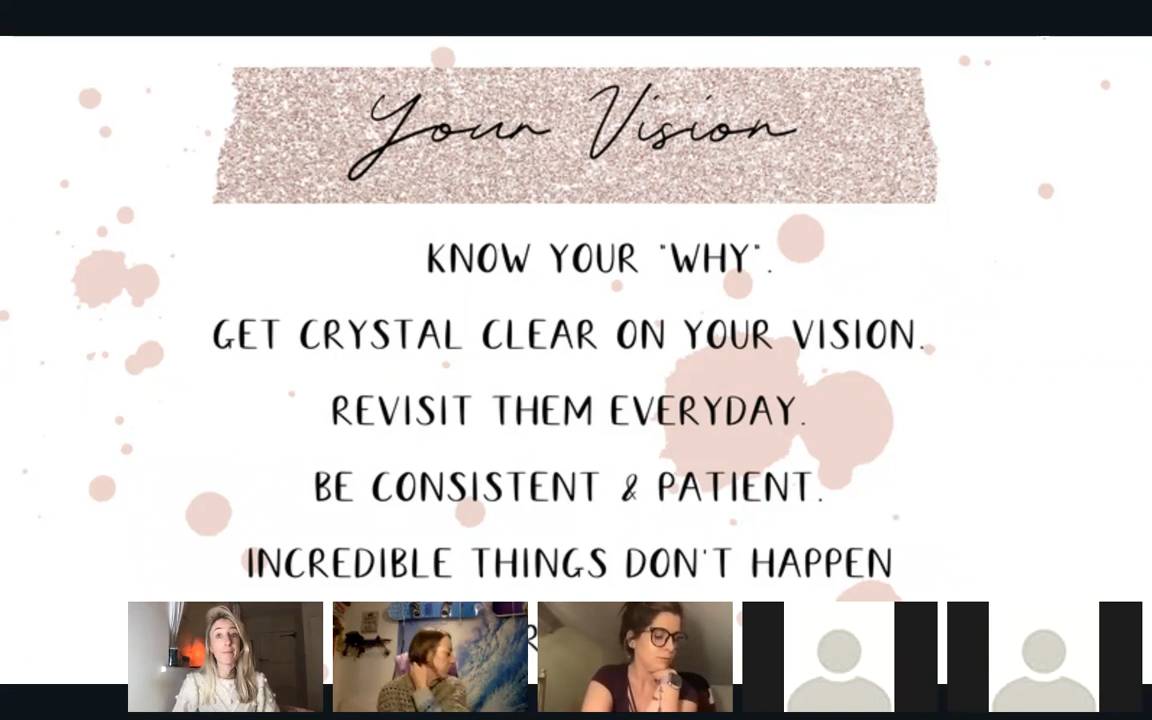 Your Vision
KNOW YOUR "WHY".
GET CRYSTAL CLEAR ON YOUR VISION.
REVISIT THEM EVERYDAY.
BE CONSISTENT & PATIENT.
INCREDIBLE THINGS DON'T HAPPEN